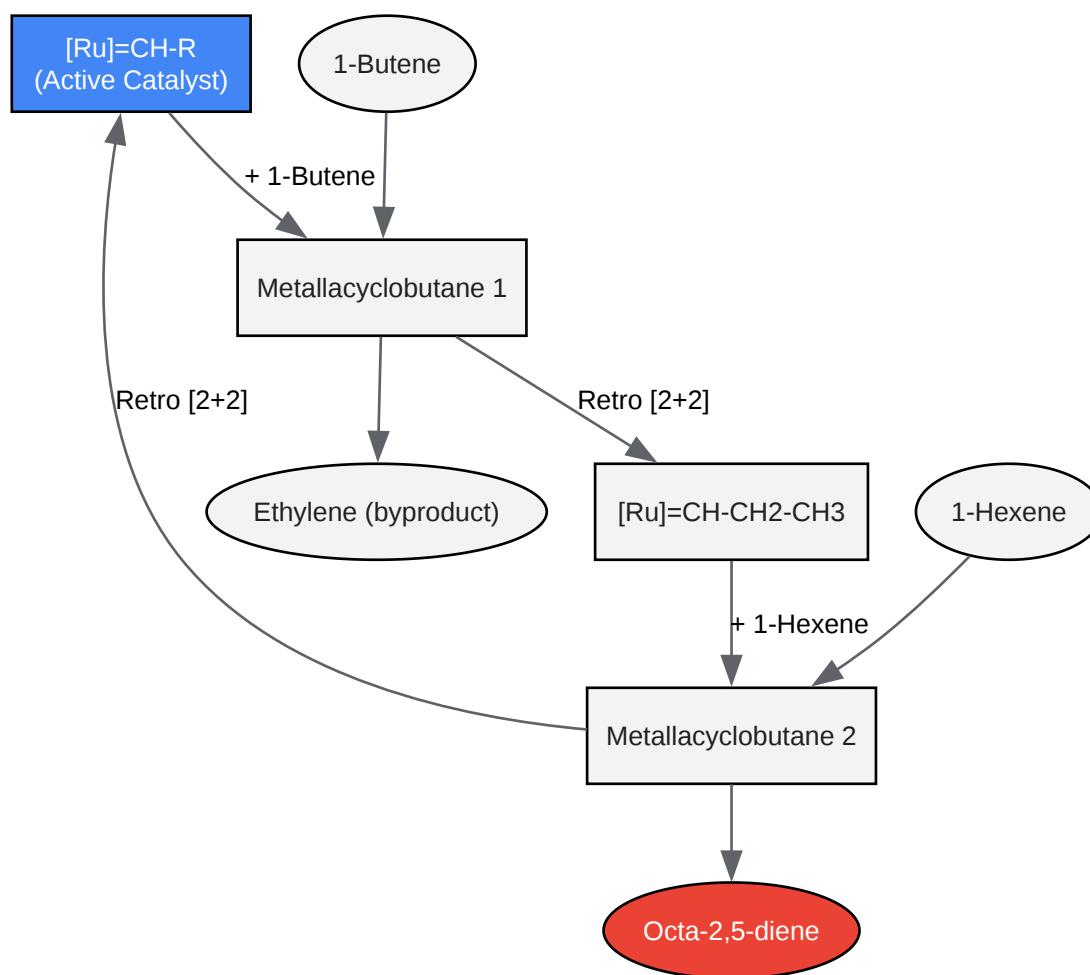 [Ru]=CH-R
(Active Catalyst)
1-Butene
+ 1-Butene
Metallacyclobutane 1
Retro [2+2]
Retro [2+2]
Ethylene (byproduct)
[Ru]=CH-CH2-CH3
1-Hexene
+ 1-Hexene
Metallacyclobutane 2
Octa-2,5-diene